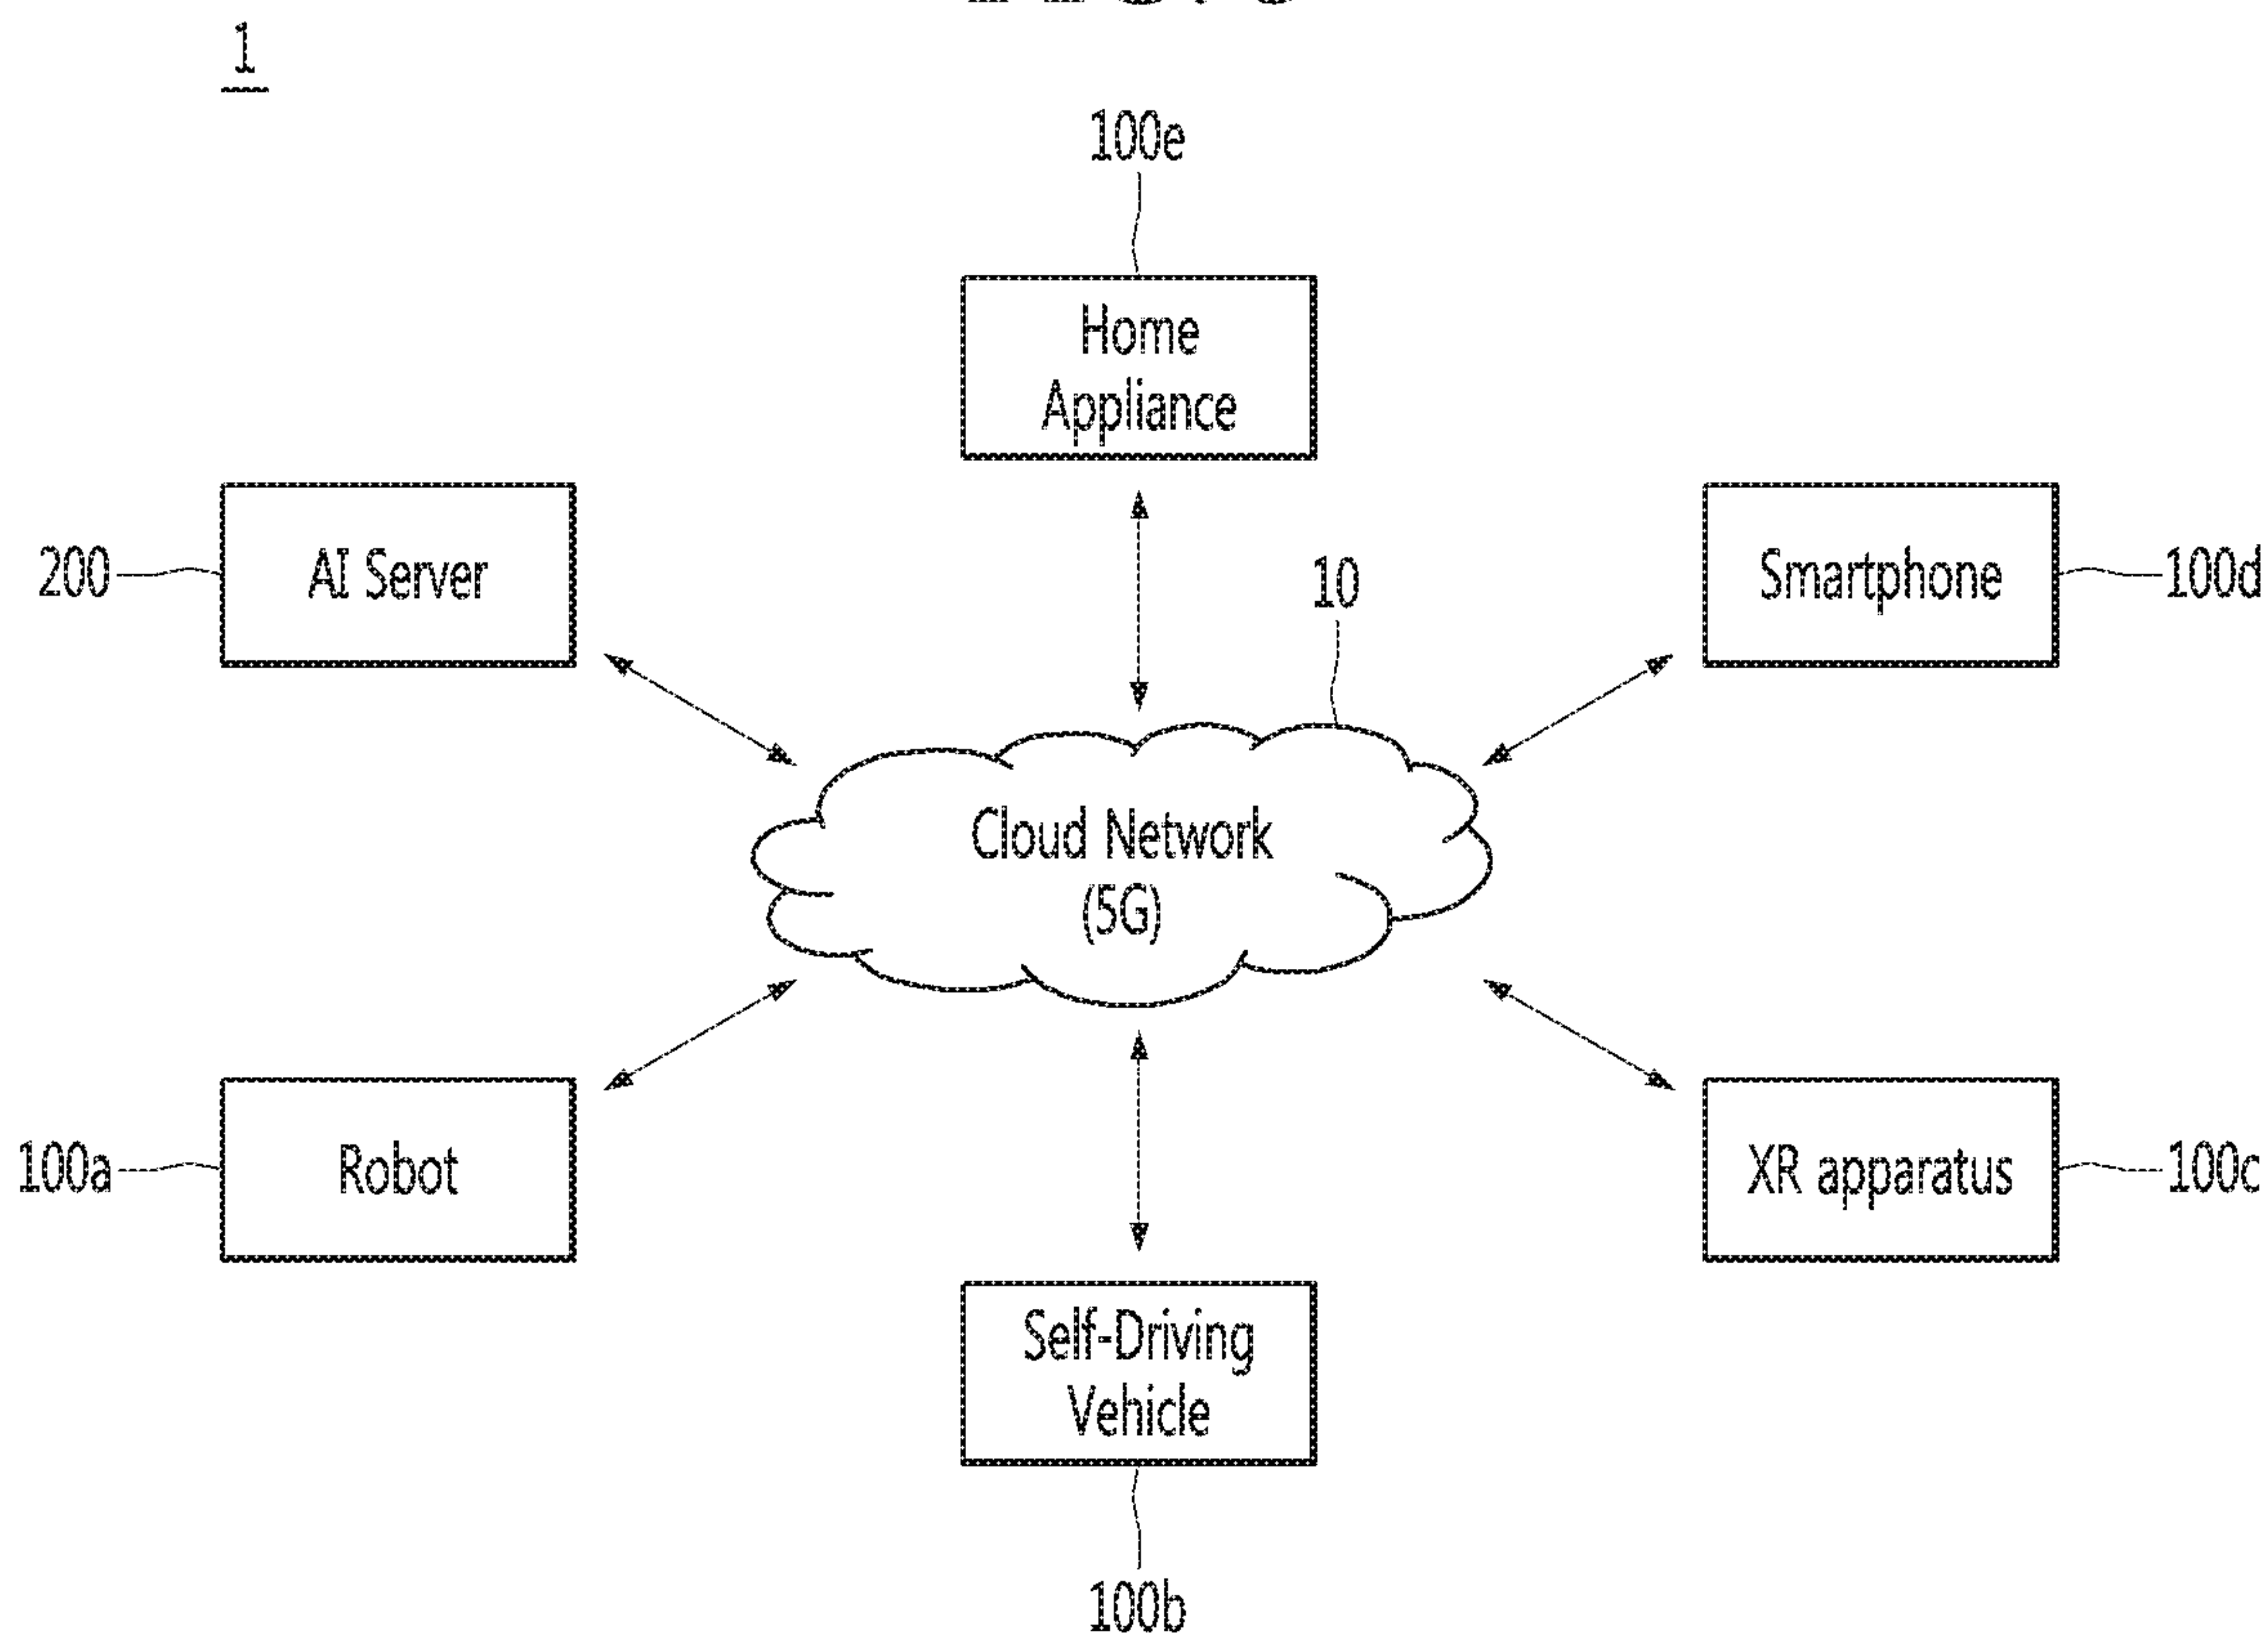 1
100e
Home
Appliance
200
AI Server
10
Smartphone
100d
Cloud Network
(5G)
100a
Robot
XR apparatus
100c
Self-Driving
Vehicle
100b